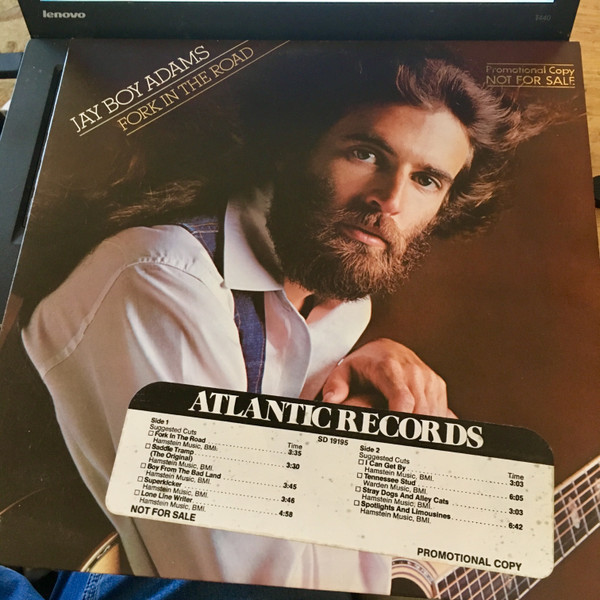 lenovo
JAY BOY ADAMS
FORK IN THE ROAD
Promotional Copy
NOT FOR SALE
ATLANTIC RECORDS
SD 19195
Side 1
Suggested Cuts
Time
Fork In The Road 3:35
Hamstein Music, BMI.
Saddle Tramp
(The Original) 3:30
Hamstein Music, BMI.
Boy From The Bad Land 3:45
Hamstein Music, BMI.
Superkicker 3:46
Hamstein Music, BMI.
Lone Line Writer 4:58
Hamstein Music, BMI.
NOT FOR SALE
Side 2
Suggested Cuts
Time
I Can Get By 3:03
Hamstein Music, BMI.
Tennessee Stud 6:05
Warden Music, BMI.
Stray Dogs And Alley Cats 3:03
Hamstein Music, BMI.
Spotlights And Limousines 6:42
Hamstein Music, BMI.
PROMOTIONAL COPY